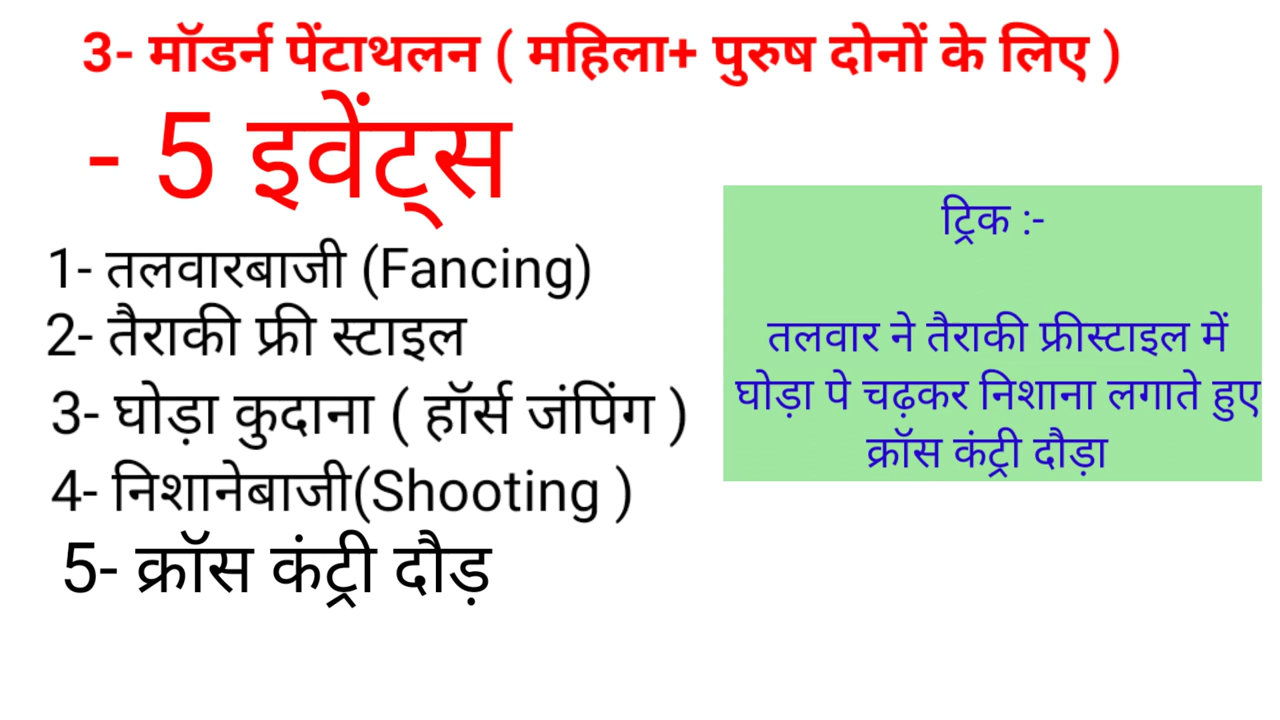 3- मॉडर्न पेंटाथलन ( महिला+ पुरुष दोनों के लिए )
- 5 इवेंट्स
1- तलवारबाजी (Fancing)
2- तैराकी फ्री स्टाइल
3- घोड़ा कुदाना ( हॉर्स जंपिंग )
4- निशानेबाजी(Shooting )
5- क्रॉस कंट्री दौड़
ट्रिक :-
तलवार ने तैराकी फ्रीस्टाइल में
घोड़ा पे चढ़कर निशाना लगाते हुए
क्रॉस कंट्री दौड़ा